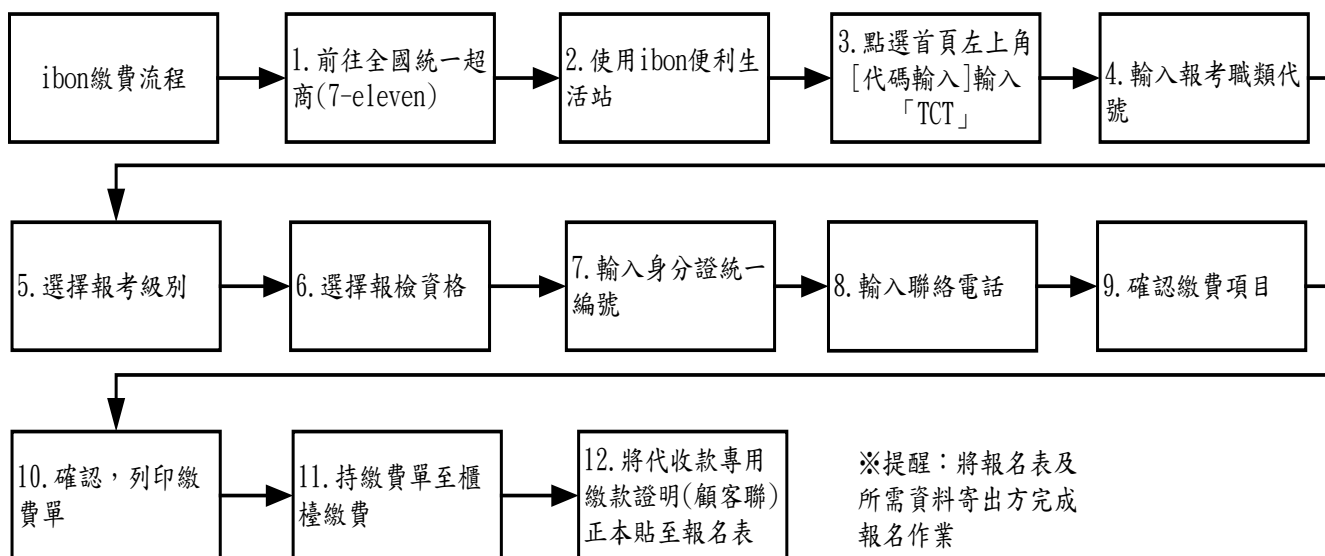 ibon繳費流程
1.前往全國統一超
商(7-eleven)
2.使用ibon便利生
活站
3.點選首頁左上角
[代碼輸入]輸入
「TCT」
4.輸入報考職類代
號
5.選擇報考級別
6.選擇報檢資格
7.輸入身分證統一
編號
8.輸入聯絡電話
9.確認繳費項目
10.確認，列印繳
費單
11.持繳費單至櫃
檯繳費
12.將代收款專用
繳款證明(顧客聯)
正本貼至報名表
※提醒：將報名表及
所需資料寄出方完成
報名作業